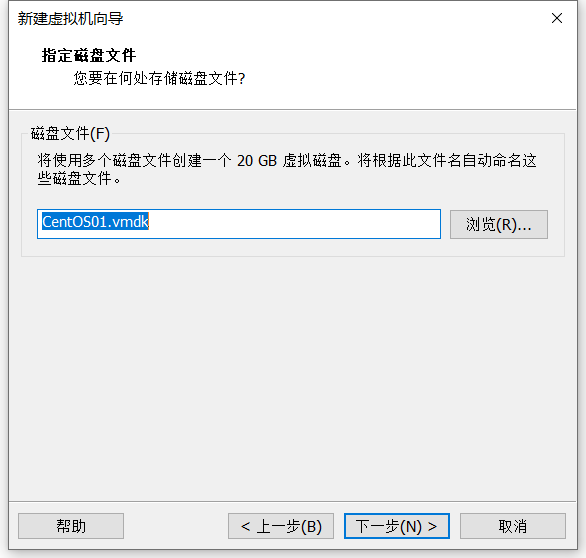 新建虚拟机向导
指定磁盘文件
您要在何处存储磁盘文件?
磁盘文件(F)
将使用多个磁盘文件创建一个 20 GB 虚拟磁盘。将根据此文件名自动命名这
些磁盘文件。
CentOS01.vmdk
浏览(R)...
帮助
< 上一步(B)
下一步(N) >
取消